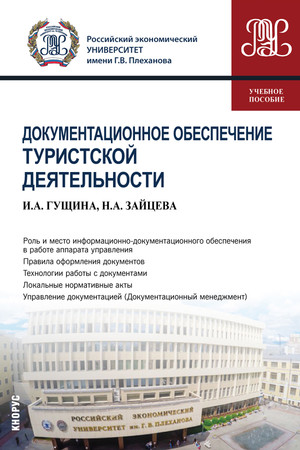 Российский экономический
УНИВЕРСИТЕТ
имени Г.В. Плеханова
УЧЕБНОЕ
ПОСОБИЕ
ДОКУМЕНТАЦИОННОЕ ОБЕСПЕЧЕНИЕ
ТУРИСТСКОЙ
ДЕЯТЕЛЬНОСТИ
И.А. ГУЩИНА, Н.А. ЗАЙЦЕВА
Роль и место информационно-документационного обеспечения
в работе аппарата управления
Правила оформления документов
Технологии работы с документами
Локальные нормативные акты
Управление документацией (Документационный менеджмент)
РОССИЙСКИЙ ЭКОНОМИЧЕСКИЙ
УНИВЕРСИТЕТ ИМ. Г.В. ПЛЕХАНОВА
КНОРУС